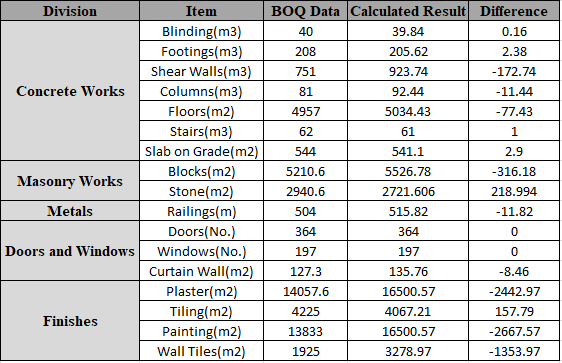 Division Item BOQ Data Calculated Result Difference
Concrete Works
Blinding(m3) 40 39.84 0.16
Footings(m3) 208 205.62 2.38
Shear Walls(m3) 751 923.74 -172.74
Columns(m3) 81 92.44 -11.44
Floors(m2) 4957 5034.43 -77.43
Stairs(m3) 62 61 1
Slab on Grade(m2) 544 541.1 2.9
Masonry Works
Blocks(m2) 5210.6 5526.78 -316.18
Stone(m2) 2940.6 2721.606 218.994
Metals Railings(m) 504 515.82 -11.82
Doors and Windows
Doors(No.) 364 364 0
Windows(No.) 197 197 0
Curtain Wall(m2) 127.3 135.76 -8.46
Finishes
Plaster(m2) 14057.6 16500.57 -2442.97
Tiling(m2) 4225 4067.21 157.79
Painting(m2) 13833 16500.57 -2667.57
Wall Tiles(m2) 1925 3278.97 -1353.97